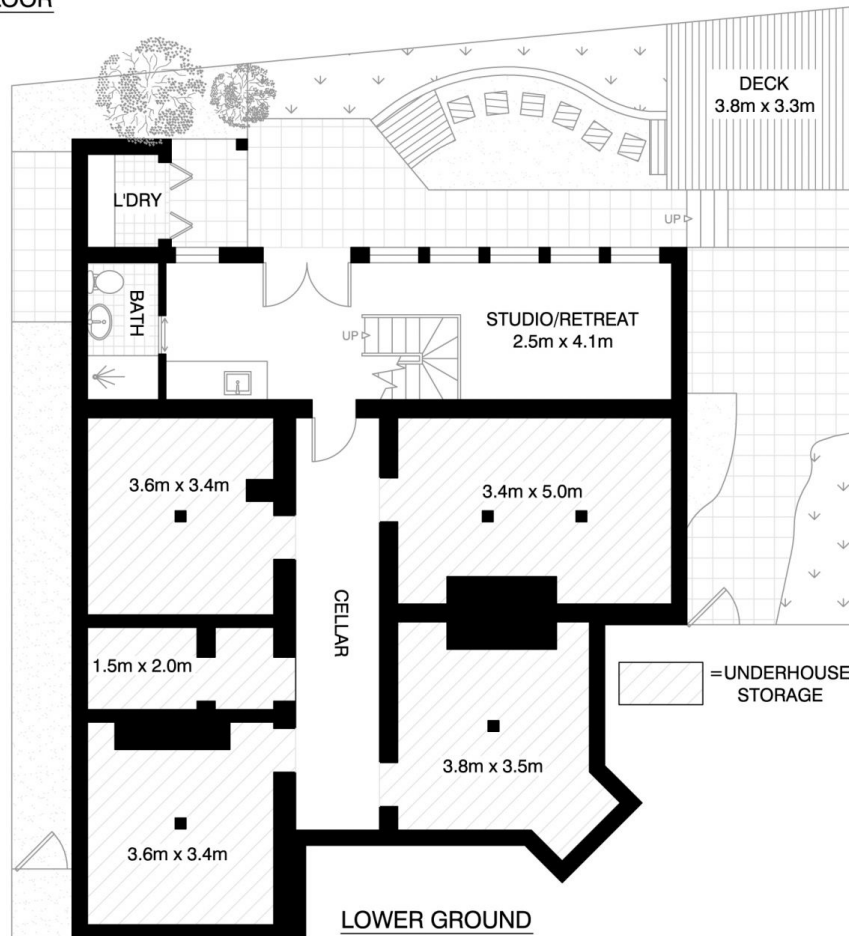 DECK
3.8m x 3.3m
L'DRY
UP
BATH
UP
STUDIO/RETREAT
2.5m x 4.1m
3.6m x 3.4m
3.4m x 5.0m
CELLAR
1.5m x 2.0m
=UNDERHOUSE
STORAGE
3.8m x 3.5m
3.6m x 3.4m
LOWER GROUND